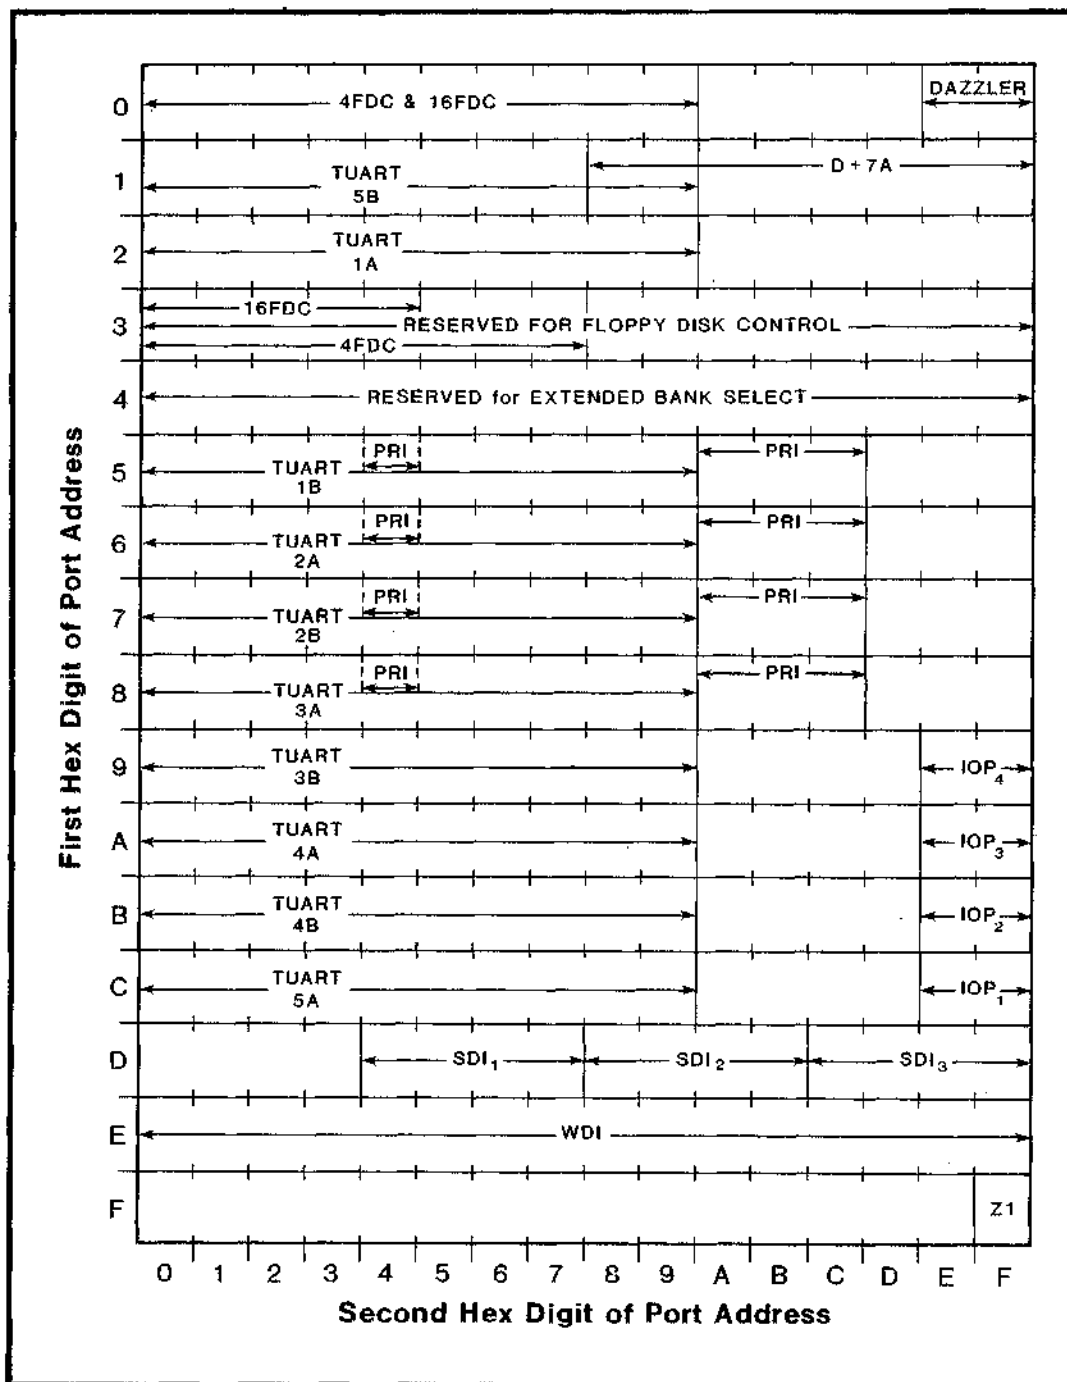 0
4FDC & 16FDC
DAZZLER
1
TUART
5B
D+7A
2
TUART
1A
3
16FDC
RESERVED FOR FLOPPY DISK CONTROL
4FDC
4
RESERVED for EXTENDED BANK SELECT
5
TUART
1B
PRI
PRI
6
TUART
2A
PRI
PRI
7
TUART
2B
PRI
PRI
8
TUART
3A
PRI
PRI
9
TUART
3B
IOP4
A
TUART
4A
IOP3
B
TUART
4B
IOP2
C
TUART
5A
IOP1
D
SDI1
SDI2
SDI3
E
WDI
F
Z1
0 1 2 3 4 5 6 7 8 9 A B C D E F
Second Hex Digit of Port Address
First Hex Digit of Port Address